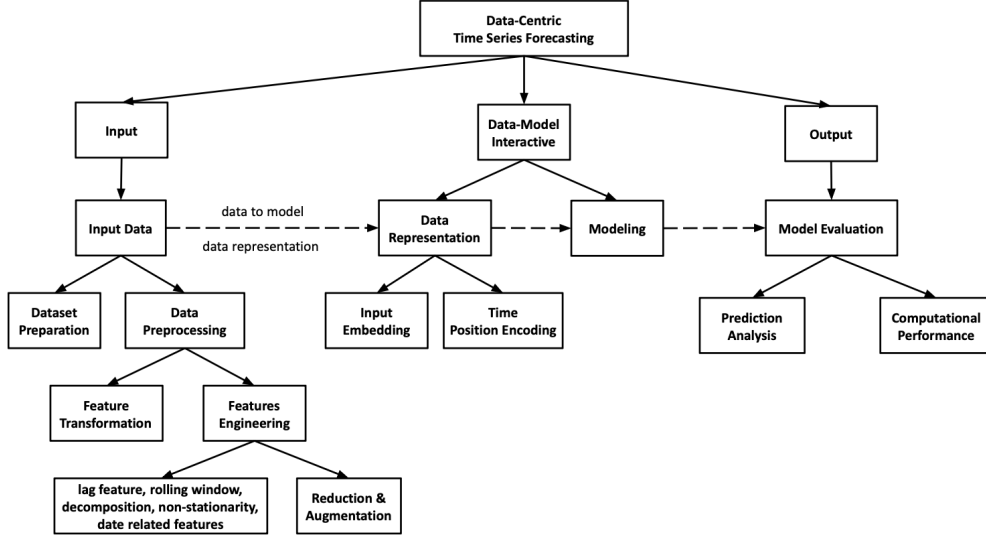 Data-Centric
Time Series Forecasting
Input
Data-Model
Interactive
Output
Input Data
data to model
data representation
Data
Representation
Modeling
Model Evaluation
Dataset
Preparation
Data
Preprocessing
Input
Embedding
Time
Position Encoding
Prediction
Analysis
Computational
Performance
Feature
Transformation
Features
Engineering
lag feature, rolling window,
decomposition, non-stationarity,
date related features
Reduction &
Augmentation